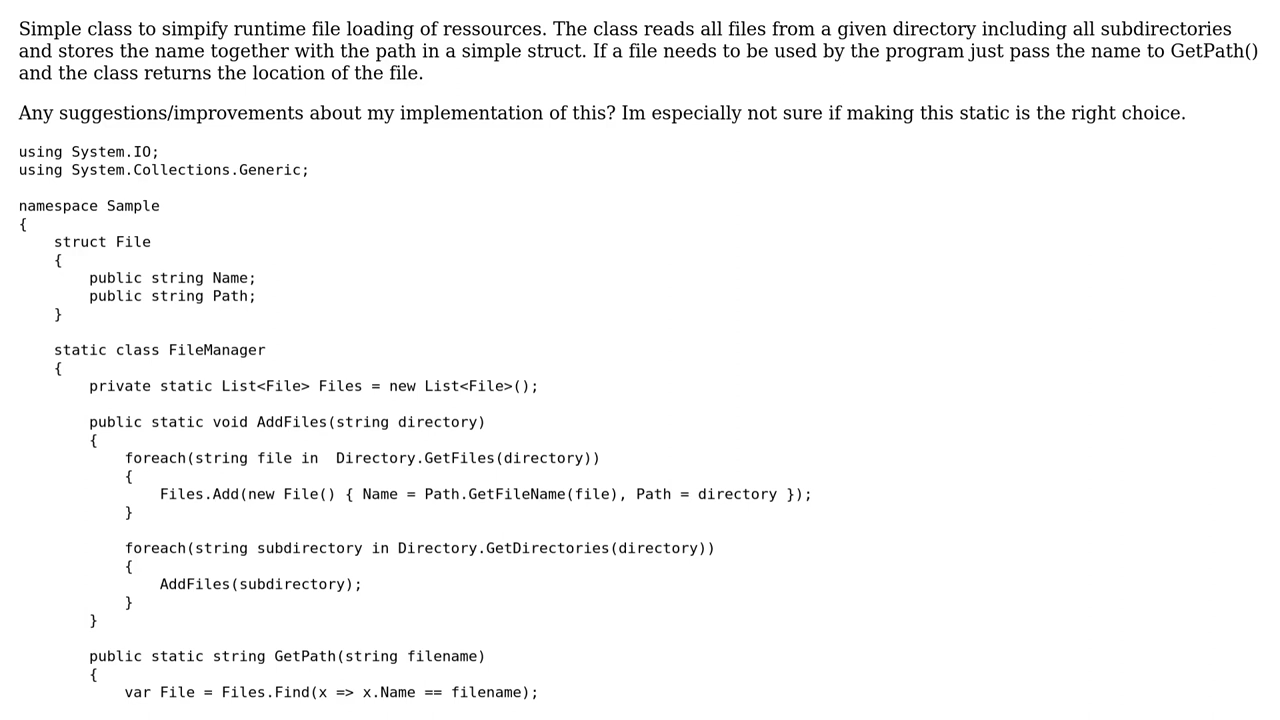 Simple class to simpify runtime file loading of ressources. The class reads all files from a given directory including all subdirectories
and stores the name together with the path in a simple struct. If a file needs to be used by the program just pass the name to GetPath()
and the class returns the location of the file.
Any suggestions/improvements about my implementation of this? Im especially not sure if making this static is the right choice.
using System.IO;
using System.Collections.Generic;
namespace Sample
{
    struct File
    {
        public string Name;
        public string Path;
    }
    static class FileManager
    {
        private static List<File> Files = new List<File>();
        public static void AddFiles(string directory)
        {
            foreach(string file in  Directory.GetFiles(directory))
            {
                Files.Add(new File() { Name = Path.GetFileName(file), Path = directory });
            }
            foreach(string subdirectory in Directory.GetDirectories(directory))
            {
                AddFiles(subdirectory);
            }
        }
        public static string GetPath(string filename)
        {
            var File = Files.Find(x => x.Name == filename);